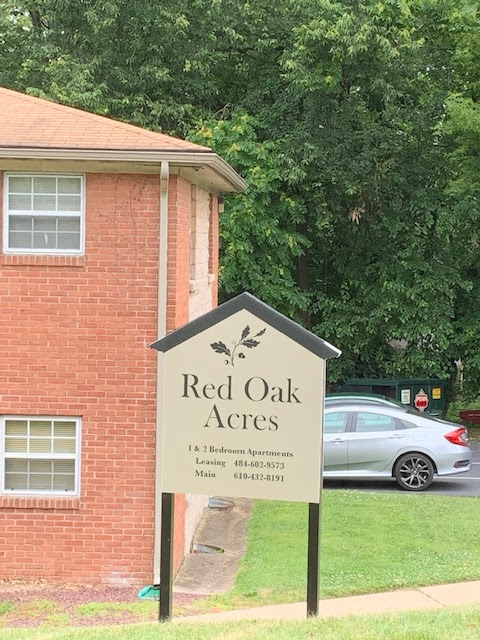 Red Oak
Acres
1 & 2 Bedroom Apartments
Leasing 484-602-9573
Main 610-432-8191